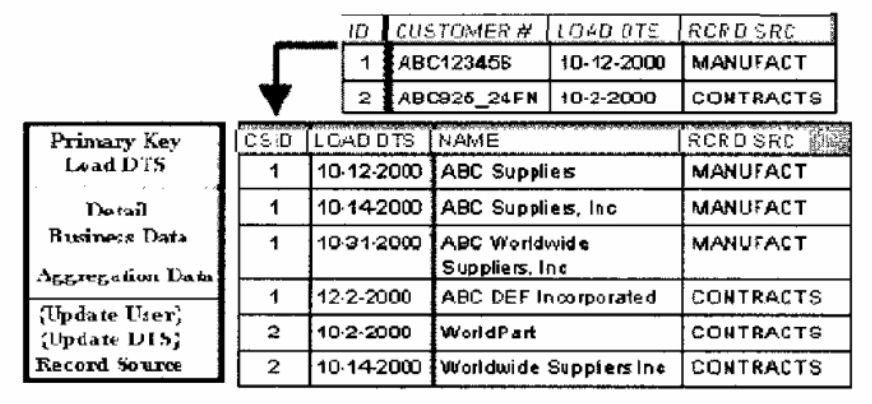 ID CUSTOMER # LOAD DTS RCRD SRC
1 ABC123456 10-12-2000 MANUFACT
2 ABC925_24FN 10-2-2000 CONTRACTS
Primary Key
Load DTS
Detail
Business Data
Aggregation Data
{Update User}
{Update DTS}
Record Source
CSID LOAD DTS NAME RCRD SRC
1 10-12-2000 ABC Suppliers MANUFACT
1 10-14-2000 ABC Suppliers, Inc MANUFACT
1 10-31-2000 ABC Worldwide MANUFACT
Suppliers, Inc
1 12-2-2000 ABC DEF Incorporated CONTRACTS
2 10-2-2000 WorldPart CONTRACTS
2 10-14-2000 Worldwide Suppliers Inc CONTRACTS